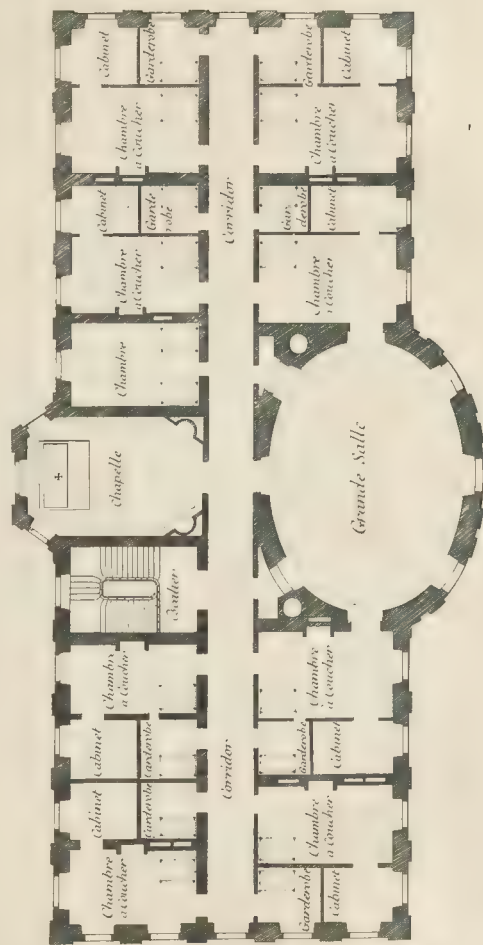 Chambre
a Coucher
Cabinet
Garderobe
Cabinet
Garderobe
Chambre
a Coucher
Escalier
Chapelle
Chambre
Chambre
a Coucher
Cabinet
Garde
robe
Chambre
a Coucher
Cabinet
Garderobe
Corridor
Corridor
Garderobe
Cabinet
Chambre
a Coucher
Garderobe
Cabinet
Chambre
a Coucher
Grande Salle
Chambre
a Coucher
Gar
derobe
Cabinet
Chambre
a Coucher
Garderobe
Cabinet